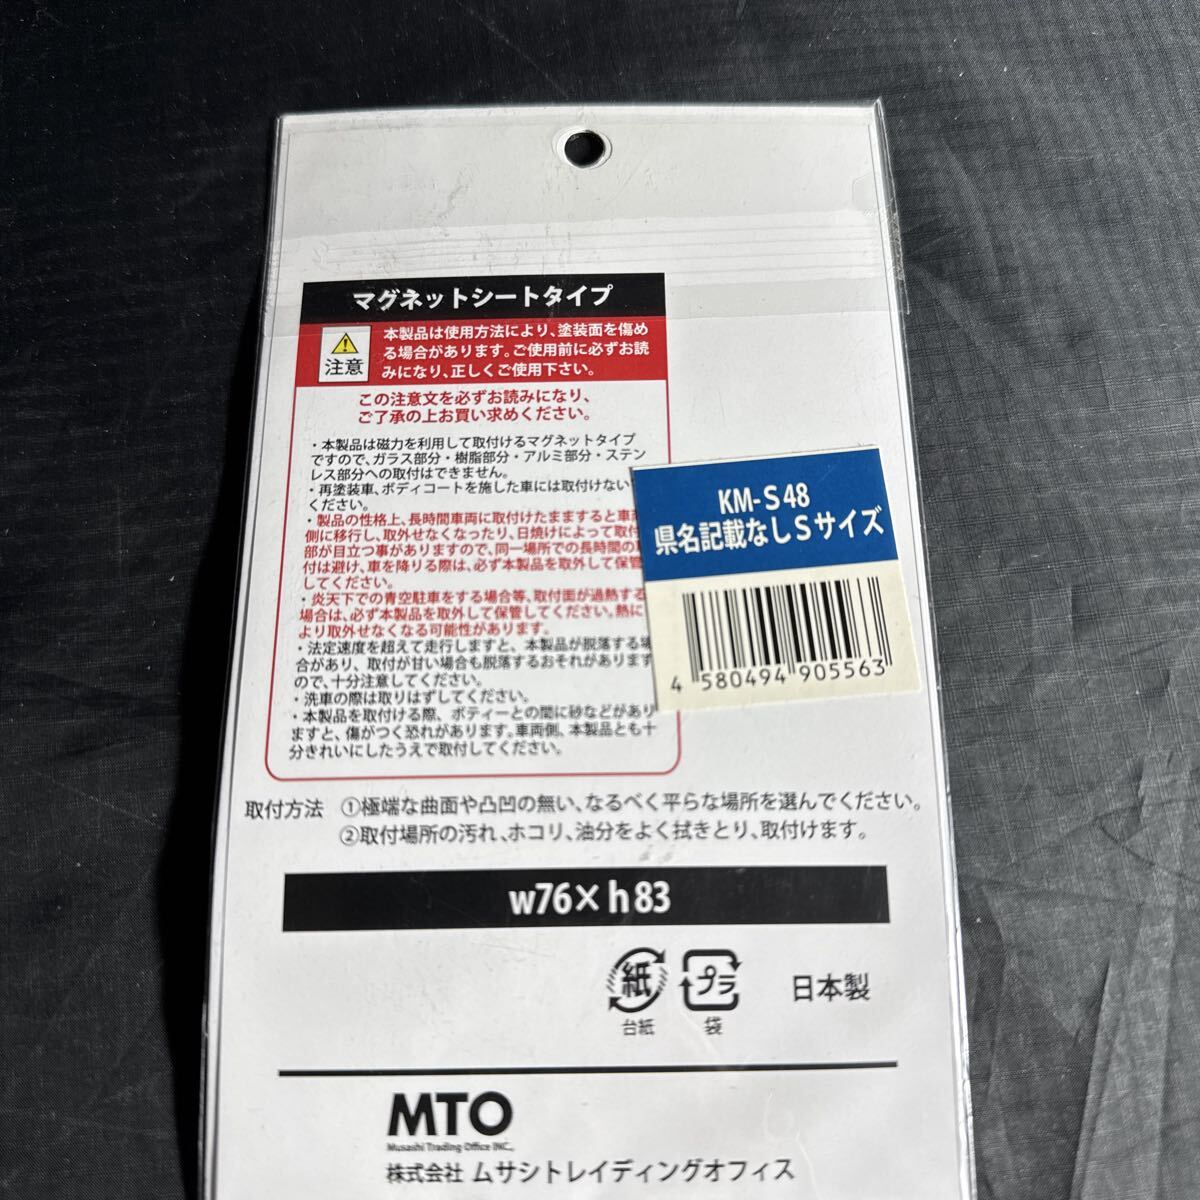 マグネットシートタイプ
注意
本製品は使用方法により、塗装面を傷め
る場合があります。ご使用前に必ずお読
みになり、正しくご使用下さい。
この注意文を必ずお読みになり、
ご了承の上お買い求めください。
・本製品は磁力を利用して取付けるマグネットタイプ
ですので、ガラス部分・樹脂部分・アルミ部分・ステン
レス部分への取付はできません。
・再塗装車、ボディコートを施した車には取付けない
ください。
・製品の性格上、長時間車両に取付けたままますと車両
側に移行し、取外せなくなったり、日焼けによって取付
部が目立つ事がありますので、同一場所での長時間の
付は避け、車を降りる際は、必ず本製品を取外して保管
してください。
・炎天下での青空駐車をする場合等、取付面が過熱する
場合は、必ず本製品を取外して保管してください。熱に
より取外せなくなる可能性があります。
・法定速度を超えて走行しますと、本製品が脱落する場
合があり、取付が甘い場合も脱落するおそれがあります
ので、十分注意してください。
・洗車の際は取りはずしてください。
・本製品を取付ける際、ボディーとの間に砂などがあり
ますと、傷がつく恐れがあります。車両側、本製品とも十
分きれいにしたうえで取付してください。
KM-S48
県名記載なしSサイズ
4 580494 905563
取付方法 ①極端な曲面や凸凹の無い、なるべく平らな場所を選んでください。
②取付場所の汚れ、ホコリ、油分をよく拭きとり、取付けます。
w76×h83
紙
台紙
プラ
袋
日本製
MTO
Musashi Trading Office INC.,
株式会社 ムサシトレイディングオフィス